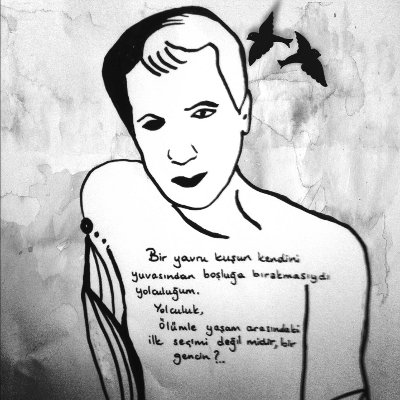 Bir yavru kuşun kendini
yuvasından boşluğa bırakmasıydı
yolculuğum.
Yolculuk,
Ölümle yaşam arasındaki
ilk seçimi değil midir, bir
gencin?..